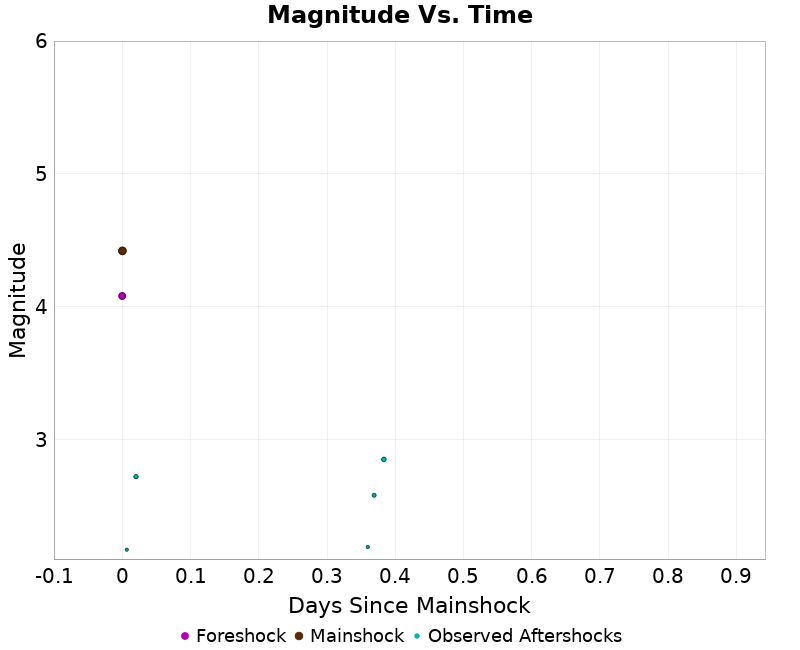 Magnitude Vs. Time
6
5
4
3
Magnitude
-0.1 0 0.1 0.2 0.3 0.4 0.5 0.6 0.7 0.8 0.9
Days Since Mainshock
Foreshock Mainshock Observed Aftershocks